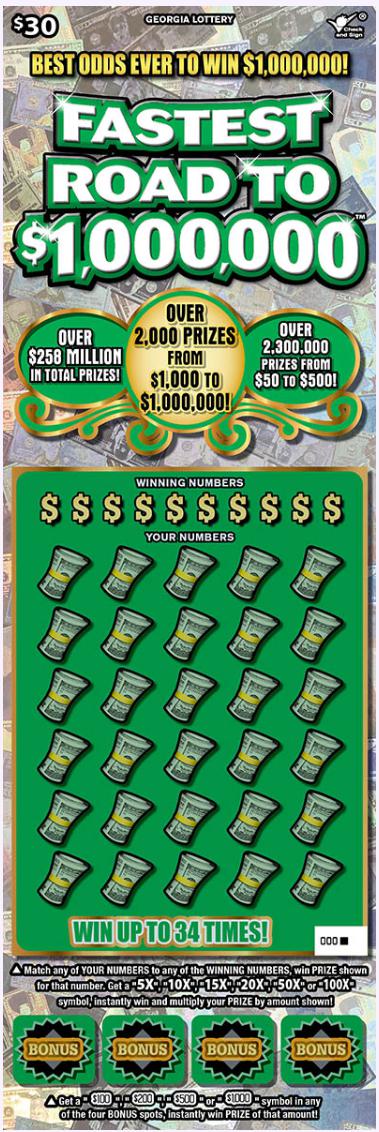 $30
GEORGIA LOTTERY
®
Check
and Sign
BEST ODDS EVER TO WIN $1,000,000!
FASTEST
ROAD TO
$1,000,000™
OVER
$258 MILLION
IN TOTAL PRIZES!
OVER
2,000 PRIZES
FROM
$1,000 TO
$1,000,000!
OVER
2,300,000
PRIZES FROM
$50 TO $500!
WINNING NUMBERS
$ $ $ $ $ $ $ $ $ $
YOUR NUMBERS
WIN UP TO 34 TIMES!
000
▲ Match any of YOUR NUMBERS to any of the WINNING NUMBERS, win PRIZE shown
for that number. Get a "5X", "10X", "15X", "20X", "50X" or "100X"
symbol, instantly win and multiply your PRIZE by amount shown!
BONUS BONUS BONUS BONUS
▲ Get a "$100", "$200", "$500" or "$1000" symbol in any
of the four BONUS spots, instantly win PRIZE of that amount!